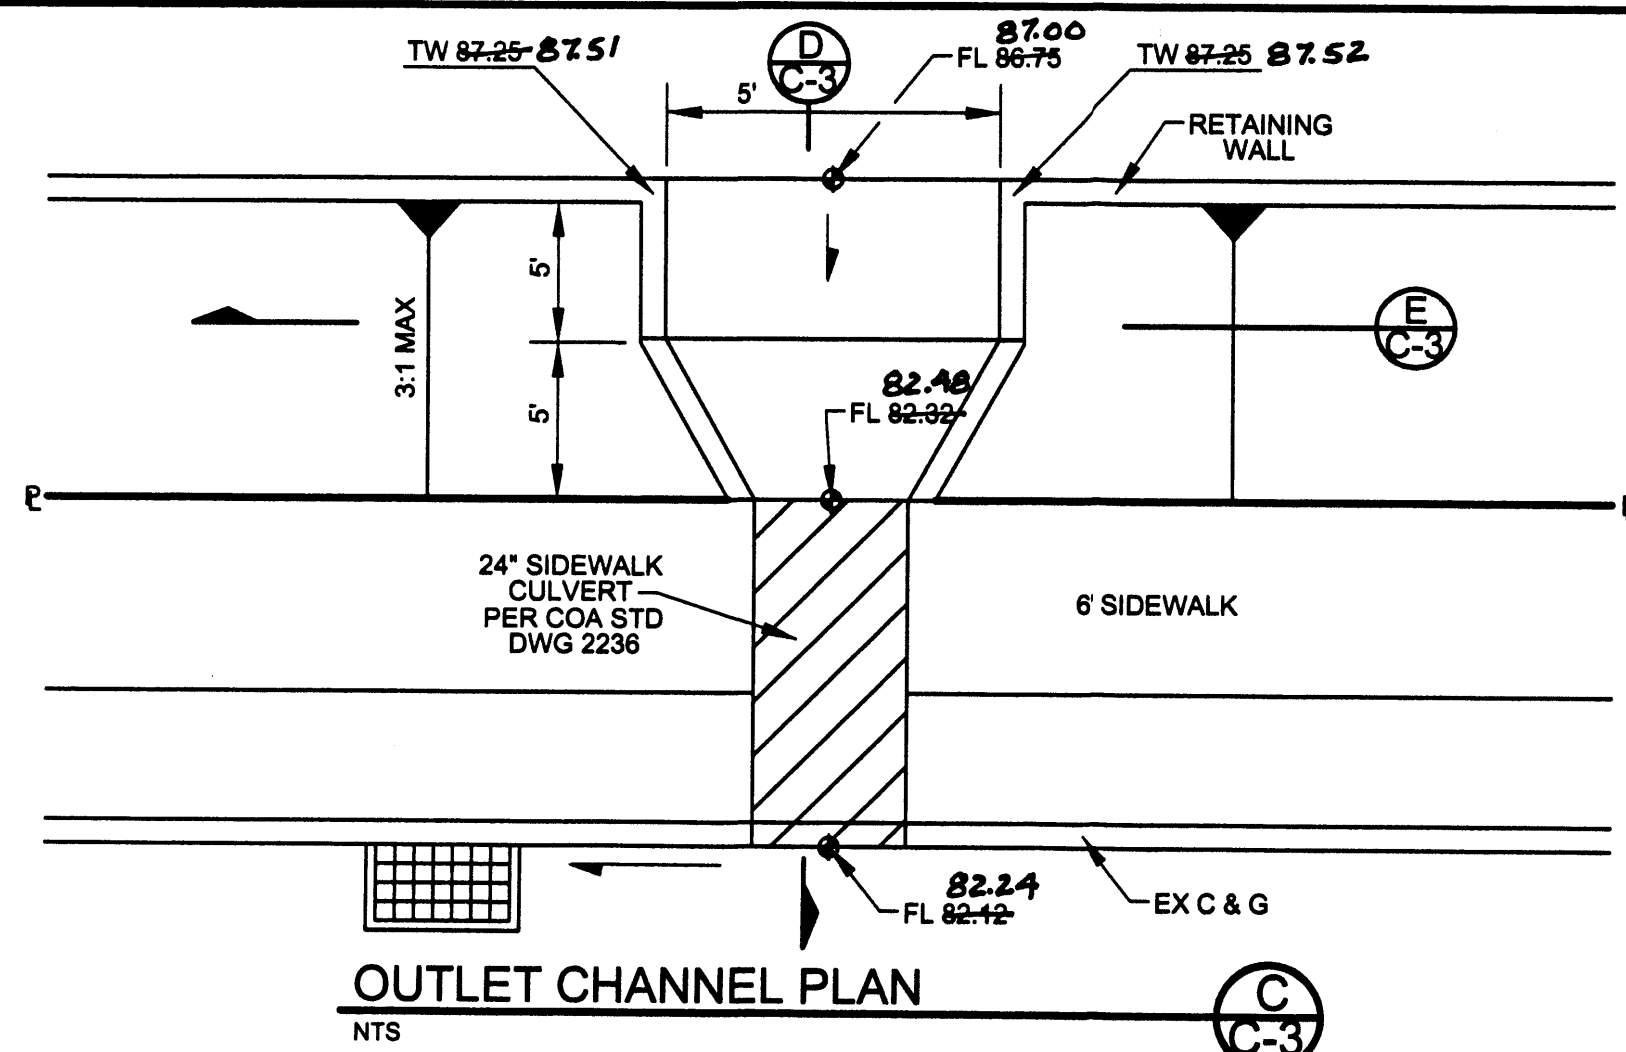 TW 87.25 87.51
D
C-3
87.00
FL 86.75
TW 87.25 87.52
5'
RETAINING
WALL
5'
3:1 MAX
E
C-3
82.48
FL 82.32
5'
24" SIDEWALK
CULVERT
PER COA STD
DWG 2236
6' SIDEWALK
82.24
FL 82.12
EX C & G
OUTLET CHANNEL PLAN
NTS
C
C-3